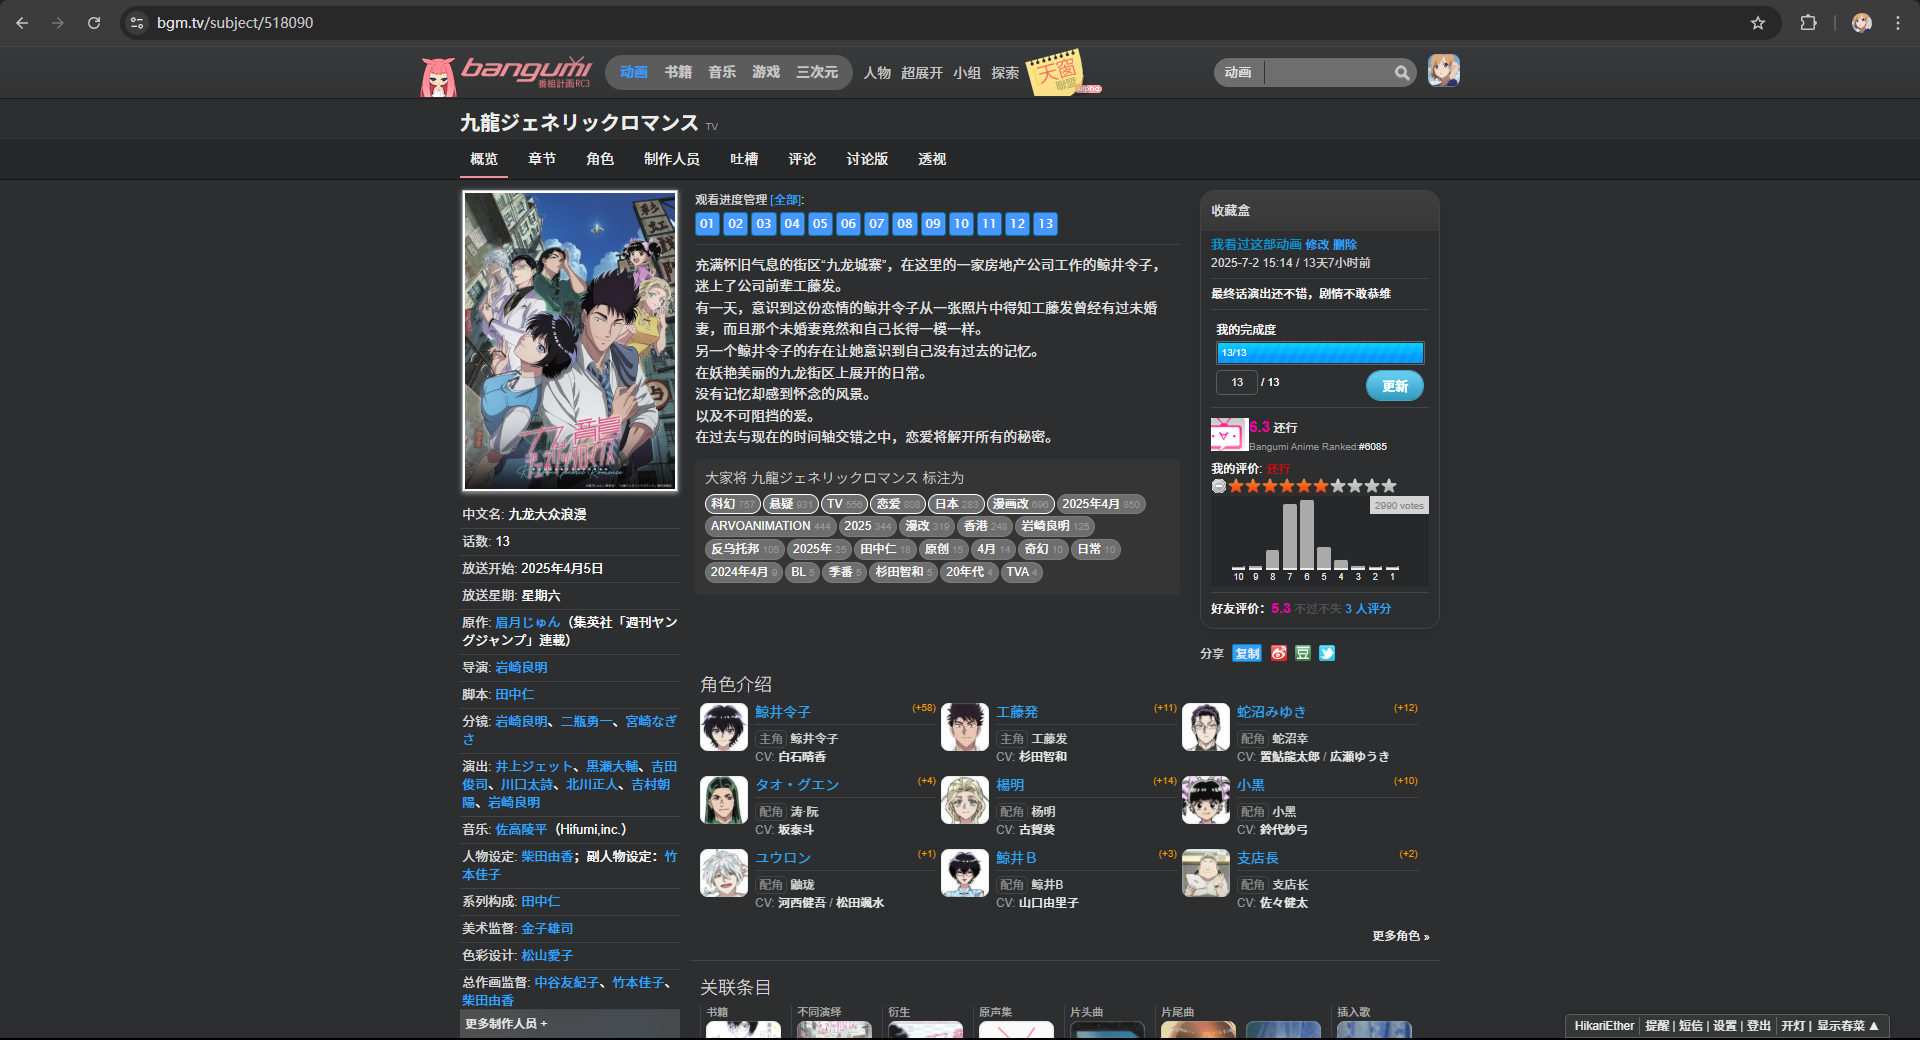 bgm.tv/subject/518090
bangumi
番組計画RC3
动画 书籍 音乐 游戏 三次元 人物 超展开 小组 探索
天窗
聯盟
alpha
动画
九龍ジェネリックロマンス TV
概览 章节 角色 制作人员 吐槽 评论 讨论版 透视
中文名: 九龙大众浪漫
话数: 13
放送开始: 2025年4月5日
放送星期: 星期六
原作: 眉月じゅん（集英社「週刊ヤン
グジャンプ」連載）
导演: 岩崎良明
脚本: 田中仁
分镜: 岩崎良明、二瓶勇一、宮崎なぎ
さ
演出: 井上ジェット、黒瀬大輔、吉田
俊司、川口太詩、北川正人、吉村朝
陽、岩崎良明
音乐: 佐高陵平（Hifumi,inc.）
人物设定: 柴田由香；副人物设定：竹
本佳子
系列构成: 田中仁
美术监督: 金子雄司
色彩设计: 松山愛子
总作画监督: 中谷友紀子、竹本佳子、
柴田由香
更多制作人员 +
观看进度管理 [全部]:
01 02 03 04 05 06 07 08 09 10 11 12 13
充满怀旧气息的街区“九龙城寨”，在这里的一家房地产公司工作的鲸井令子，
迷上了公司前辈工藤发。
有一天，意识到这份恋情的鲸井令子从一张照片中得知工藤发曾经有过未婚
妻，而且那个未婚妻竟然和自己长得一模一样。
另一个鲸井令子的存在让她意识到自己没有过去的记忆。
在妖艳美丽的九龙街区上展开的日常。
没有记忆却感到怀念的风景。
以及不可阻挡的爱。
在过去与现在的时间轴交错之中，恋爱将解开所有的秘密。
大家将 九龍ジェネリックロマンス 标注为
科幻 757 悬疑 931 TV 556 恋爱 808 日本 283 漫画改 696 2025年4月 850
ARVOANIMATION 444 2025 344 漫改 319 香港 248 岩崎良明 125
反乌托邦 105 2025年 25 田中仁 18 原创 15 4月 14 奇幻 10 日常 10
2024年4月 9 BL 5 季番 5 杉田智和 5 20年代 4 TVA 4
收藏盒
我看过这部动画 修改 删除
2025-7-2 15:14 / 13天7小时前
最终话演出还不错，剧情不敢恭维
我的完成度
13/13
13 / 13
更新
6.3 还行
Bangumi Anime Ranked:#6085
我的评价: 还行
2990 votes
10 9 8 7 6 5 4 3 2 1
好友评价： 5.3 不过不失 3 人评分
分享 复制
角色介绍
鯨井令子 (+58)
主角 鲸井令子
CV: 白石晴香
工藤発 (+11)
主角 工藤发
CV: 杉田智和
蛇沼みゆき (+12)
配角 蛇沼幸
CV: 置鮎龍太郎 / 広瀬ゆうき
タオ・グエン (+4)
配角 涛·阮
CV: 坂泰斗
楊明 (+14)
配角 杨明
CV: 古賀葵
小黒 (+10)
配角 小黑
CV: 鈴代紗弓
ユウロン (+1)
配角 鼬珑
CV: 河西健吾 / 松田颯水
鯨井Ｂ (+3)
配角 鲸井B
CV: 山口由里子
支店長 (+2)
配角 支店长
CV: 佐々健太
更多角色 »
关联条目
书籍 不同演绎 衍生 原声集 片头曲 片尾曲 插入歌
HikariEther 提醒 | 短信 | 设置 | 登出 开灯 | 显示春菜 ▲